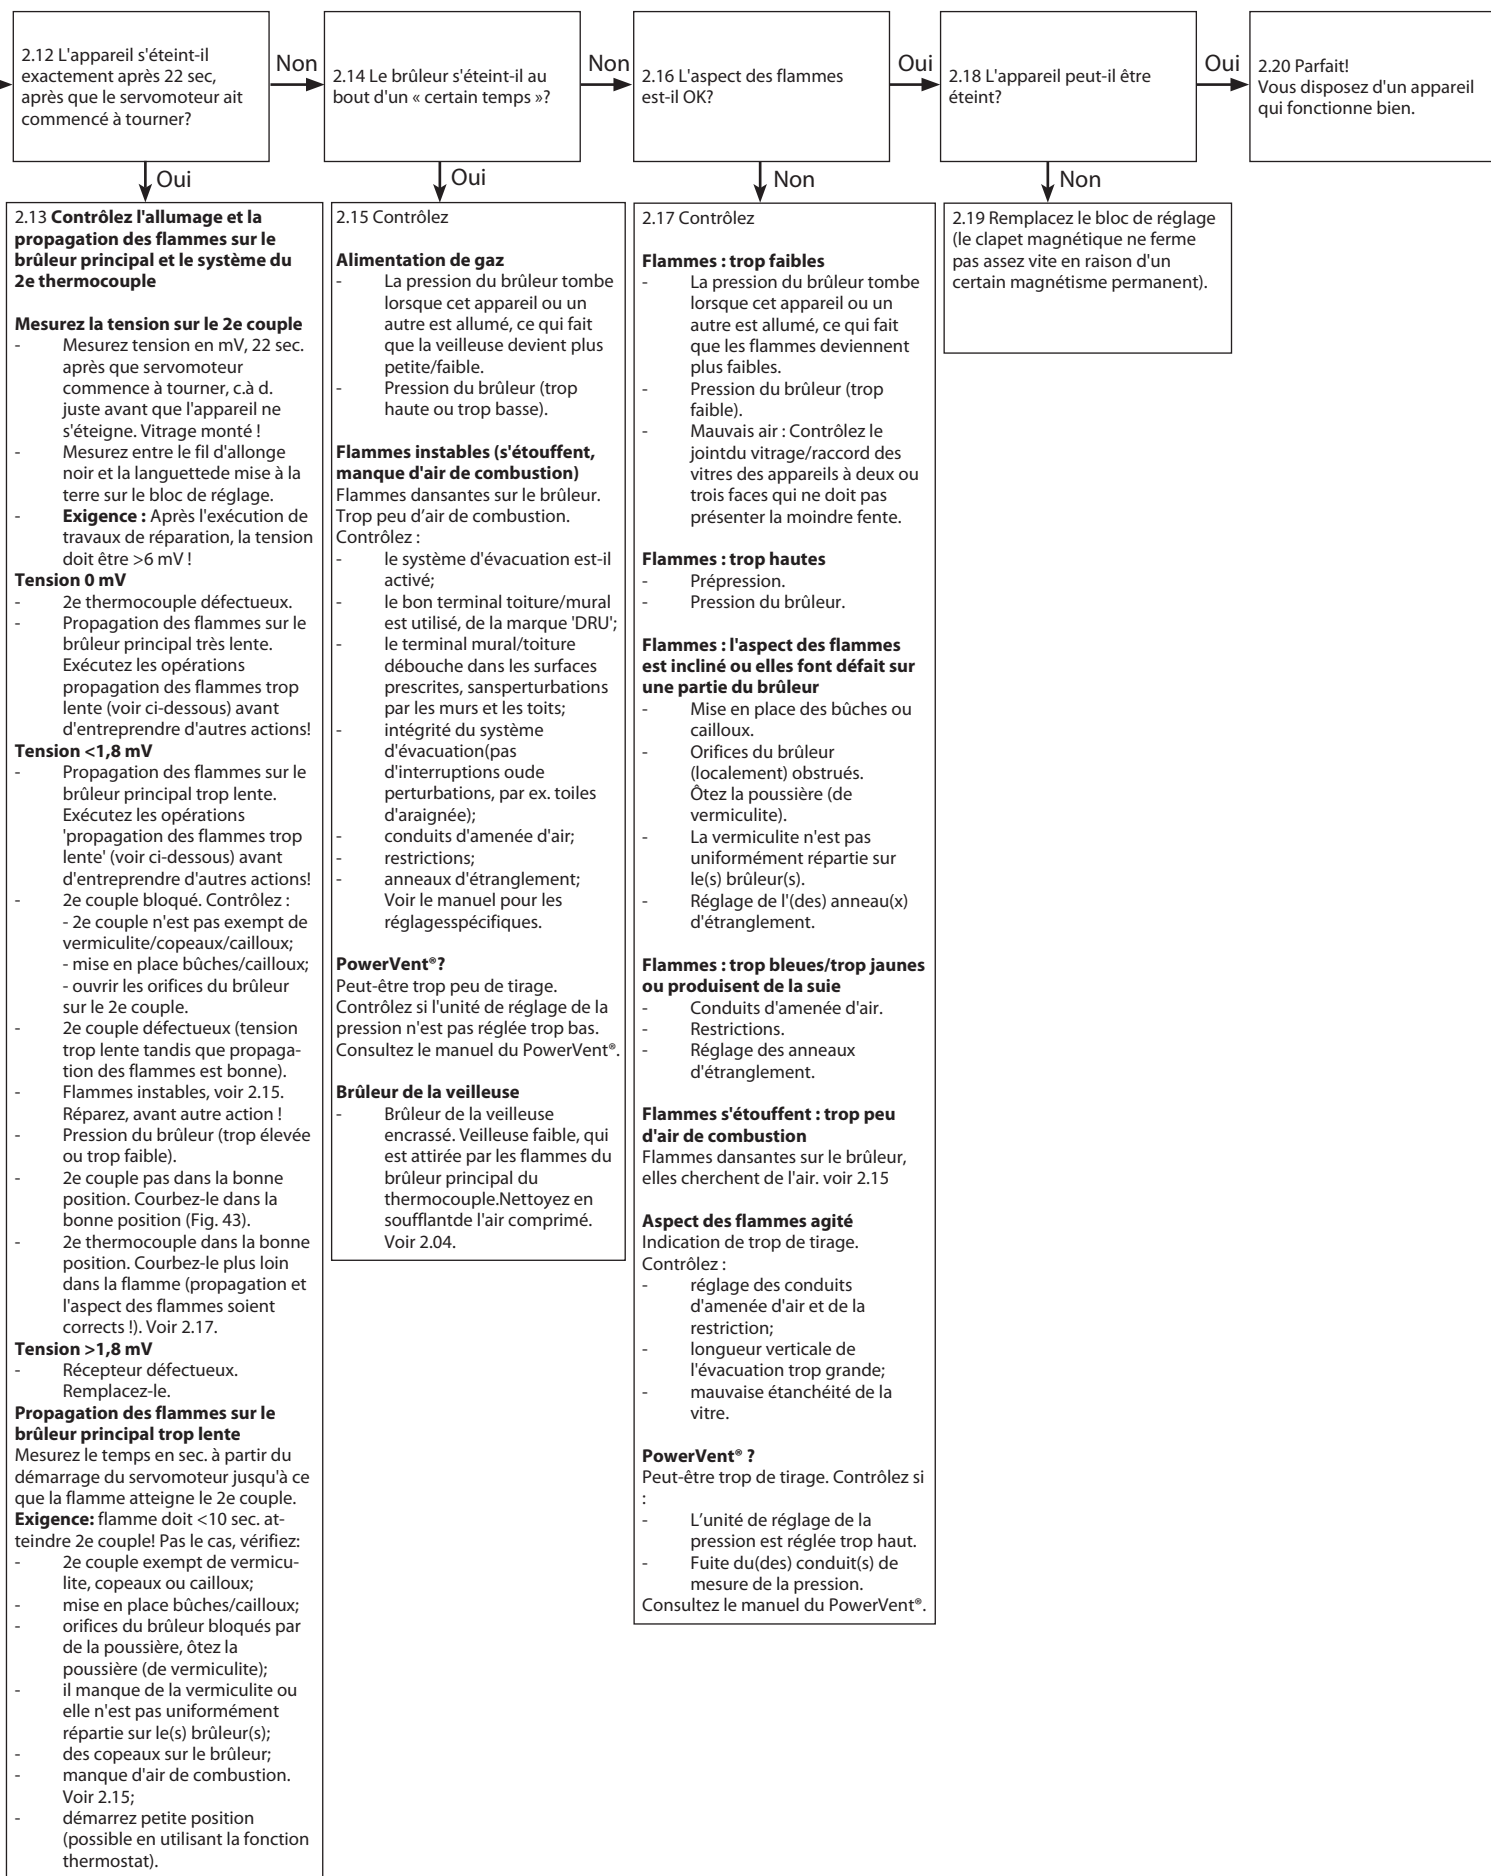 2.12 L'appareil s'éteint-il
exactement après 22 sec,
après que le servomoteur ait
commencé à tourner?
Non
2.14 Le brûleur s'éteint-il au
bout d'un « certain temps »?
Non
2.16 L'aspect des flammes
est-il OK?
Oui
2.18 L'appareil peut-il être
éteint?
Oui
2.20 Parfait!
Vous disposez d'un appareil
qui fonctionne bien.
Oui
Oui
Non
Non
2.13 Contrôlez l'allumage et la
propagation des flammes sur le
brûleur principal et le système du
2e thermocouple
Mesurez la tension sur le 2e couple
- Mesurez tension en mV, 22 sec.
après que servomoteur
commence à tourner, c.à d.
juste avant que l'appareil ne
s'éteigne. Vitrage monté !
- Mesurez entre le fil d'allonge
noir et la languettede mise à la
terre sur le bloc de réglage.
- Exigence : Après l'exécution de
travaux de réparation, la tension
doit être >6 mV !
Tension 0 mV
- 2e thermocouple défectueux.
- Propagation des flammes sur le
brûleur principal très lente.
Exécutez les opérations
propagation des flammes trop
lente (voir ci-dessous) avant
d'entreprendre d'autres actions!
Tension <1,8 mV
- Propagation des flammes sur le
brûleur principal trop lente.
Exécutez les opérations
'propagation des flammes trop
lente' (voir ci-dessous) avant
d'entreprendre d'autres actions!
- 2e couple bloqué. Contrôlez :
- 2e couple n'est pas exempt de
vermiculite/copeaux/cailloux;
- mise en place bûches/cailloux;
- ouvrir les orifices du brûleur
sur le 2e couple.
- 2e couple défectueux (tension
trop lente tandis que propaga-
tion des flammes est bonne).
- Flammes instables, voir 2.15.
Réparez, avant autre action !
- Pression du brûleur (trop élevée
ou trop faible).
- 2e couple pas dans la bonne
position. Courbez-le dans la
bonne position (Fig. 43).
- 2e thermocouple dans la bonne
position. Courbez-le plus loin
dans la flamme (propagation et
l'aspect des flammes soient
corrects !). Voir 2.17.
Tension >1,8 mV
- Récepteur défectueux.
Remplacez-le.
Propagation des flammes sur le
brûleur principal trop lente
Mesurez le temps en sec. à partir du
démarrage du servomoteur jusqu'à ce
que la flamme atteigne le 2e couple.
Exigence: flamme doit <10 sec. at-
teindre 2e couple! Pas le cas, vérifiez:
- 2e couple exempt de vermicu-
lite, copeaux ou cailloux;
- mise en place bûches/cailloux;
- orifices du brûleur bloqués par
de la poussière, ôtez la
poussière (de vermiculite);
- il manque de la vermiculite ou
elle n'est pas uniformément
répartie sur le(s) brûleur(s);
- des copeaux sur le brûleur;
- manque d'air de combustion.
Voir 2.15;
- démarrez petite position
(possible en utilisant la fonction
thermostat).
2.15 Contrôlez
Alimentation de gaz
- La pression du brûleur tombe
lorsque cet appareil ou un
autre est allumé, ce qui fait
que la veilleuse devient plus
petite/faible.
- Pression du brûleur (trop
haute ou trop basse).
Flammes instables (s'étouffent,
manque d'air de combustion)
Flammes dansantes sur le brûleur.
Trop peu d’air de combustion.
Contrôlez :
- le système d'évacuation est-il
activé;
- le bon terminal toiture/mural
est utilisé, de la marque 'DRU';
- le terminal mural/toiture
débouche dans les surfaces
prescrites, sansperturbations
par les murs et les toits;
- intégrité du système
d'évacuation(pas
d'interruptions oude
perturbations, par ex. toiles
d'araignée);
- conduits d'amenée d'air;
- restrictions;
- anneaux d'étranglement;
Voir le manuel pour les
réglagesspécifiques.
PowerVent®?
Peut-être trop peu de tirage.
Contrôlez si l'unité de réglage de la
pression n'est pas réglée trop bas.
Consultez le manuel du PowerVent®.
Brûleur de la veilleuse
- Brûleur de la veilleuse
encrassé. Veilleuse faible, qui
est attirée par les flammes du
brûleur principal du
thermocouple.Nettoyez en
soufflantde l'air comprimé.
Voir 2.04.
2.17 Contrôlez
Flammes : trop faibles
- La pression du brûleur tombe
lorsque cet appareil ou un
autre est allumé, ce qui fait
que les flammes deviennent
plus faibles.
- Pression du brûleur (trop
faible).
- Mauvais air : Contrôlez le
jointdu vitrage/raccord des
vitres des appareils à deux ou
trois faces qui ne doit pas
présenter la moindre fente.
Flammes : trop hautes
- Prépression.
- Pression du brûleur.
Flammes : l'aspect des flammes
est incliné ou elles font défait sur
une partie du brûleur
- Mise en place des bûches ou
cailloux.
- Orifices du brûleur
(localement) obstrués.
Ôtez la poussière (de
vermiculite).
- La vermiculite n'est pas
uniformément répartie sur
le(s) brûleur(s).
- Réglage de l'(des) anneau(x)
d'étranglement.
Flammes : trop bleues/trop jaunes
ou produisent de la suie
- Conduits d'amenée d'air.
- Restrictions.
- Réglage des anneaux
d'étranglement.
Flammes s'étouffent : trop peu
d'air de combustion
Flammes dansantes sur le brûleur,
elles cherchent de l'air. voir 2.15
Aspect des flammes agité
Indication de trop de tirage.
Contrôlez :
- réglage des conduits
d'amenée d'air et de la
restriction;
- longueur verticale de
l'évacuation trop grande;
- mauvaise étanchéité de la
vitre.
PowerVent® ?
Peut-être trop de tirage. Contrôlez si
:
- L’unité de réglage de la
pression est réglée trop haut.
- Fuite du(des) conduit(s) de
mesure de la pression.
Consultez le manuel du PowerVent®.
2.19 Remplacez le bloc de réglage
(le clapet magnétique ne ferme
pas assez vite en raison d'un
certain magnétisme permanent).